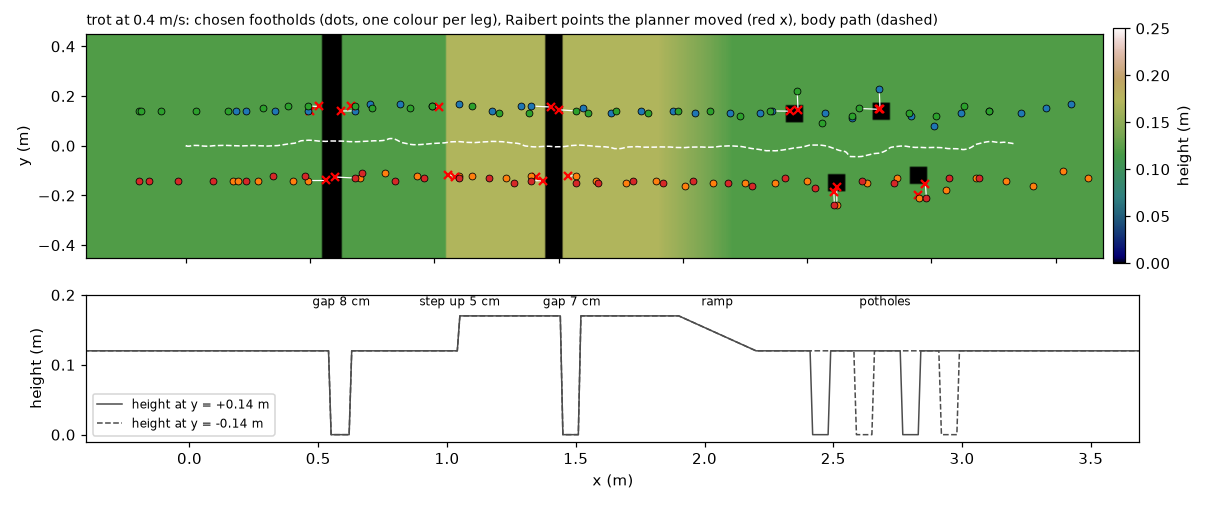 trot at 0.4 m/s: chosen footholds (dots, one colour per leg), Raibert points the planner moved (red x), body path (dashed)
0.4
0.2
0.0
−0.2
−0.4
y (m)
0.25
0.20
0.15
0.10
0.05
0.00
height (m)
gap 8 cm step up 5 cm gap 7 cm ramp potholes
0.2
0.1
0.0
height (m)
height at y = +0.14 m
height at y = -0.14 m
0.0 0.5 1.0 1.5 2.0 2.5 3.0 3.5
x (m)